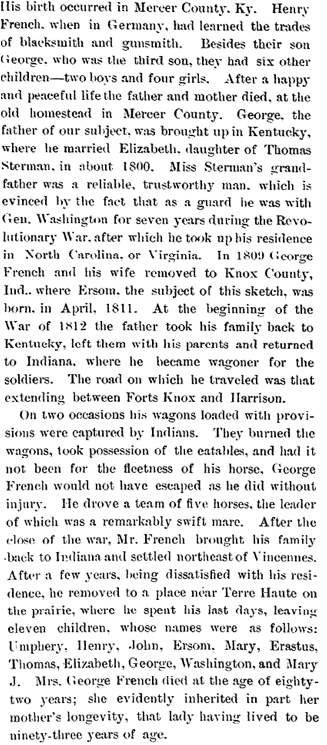 His birth occurred in Mercer County, Ky. Henry
French, when in Germany, had learned the trades
of blacksmith and gunsmith. Besides their son
George, who was the third son, they had six other
children—two boys and four girls. After a happy
and peaceful life the father and mother died, at the
old homestead in Mercer County. George, the
father of our subject, was brought up in Kentucky,
where he married Elizabeth, daughter of Thomas
Sterman, in about 1800. Miss Sterman's grand-
father was a reliable, trustworthy man, which is
evinced by the fact that as a guard he was with
Gen. Washington for seven years during the Revo-
lutionary War, after which he took up his residence
in North Carolina, or Virginia. In 1809 George
French and his wife removed to Knox County,
Ind., where Ersom, the subject of this sketch, was
born, in April, 1811. At the beginning of the
War of 1812 the father took his family back to
Kentucky, left them with his parents and returned
to Indiana, where he became wagoner for the
soldiers. The road on which he traveled was that
extending between Forts Knox and Harrison.
On two occasions his wagons loaded with provi-
sions were captured by Indians. They burned the
wagons, took possession of the eatables, and had it
not been for the fleetness of his horse, George
French would not have escaped as he did without
injury. He drove a team of five horses, the leader
of which was a remarkably swift mare. After the
close of the war, Mr. French brought his family
back to Indiana and settled northeast of Vincennes.
After a few years, being dissatisfied with his resi-
dence, he removed to a place near Terre Haute on
the prairie, where he spent his last days, leaving
eleven children, whose names were as follows:
Umphery, Henry, John, Ersom, Mary, Erastus,
Thomas, Elizabeth, George, Washington, and Mary
J. Mrs. George French died at the age of eighty-
two years; she evidently inherited in part her
mother's longevity, that lady having lived to be
ninety-three years of age.